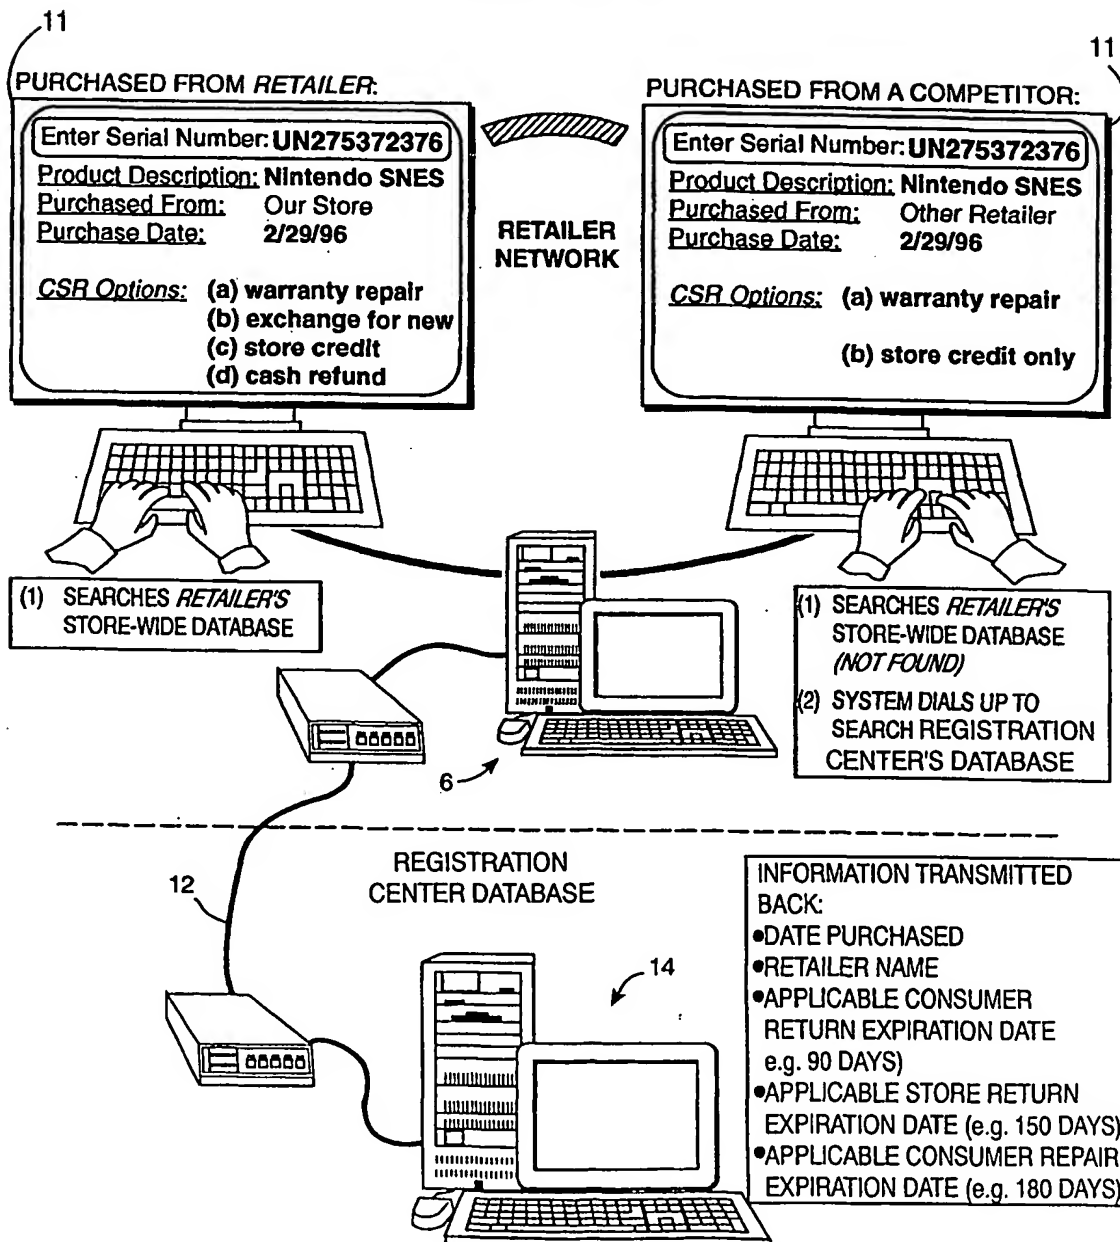 11
PURCHASED FROM RETAILER:
Enter Serial Number: UN275372376
Product Description: Nintendo SNES
Purchased From: Our Store
Purchase Date: 2/29/96
CSR Options: (a) warranty repair
(b) exchange for new
(c) store credit
(d) cash refund
RETAILER
NETWORK
11
PURCHASED FROM A COMPETITOR:
Enter Serial Number: UN275372376
Product Description: Nintendo SNES
Purchased From: Other Retailer
Purchase Date: 2/29/96
CSR Options: (a) warranty repair
(b) store credit only
(1) SEARCHES RETAILER'S
STORE-WIDE DATABASE
(1) SEARCHES RETAILER'S
STORE-WIDE DATABASE
(NOT FOUND)
(2) SYSTEM DIALS UP TO
SEARCH REGISTRATION
CENTER'S DATABASE
6
12
REGISTRATION
CENTER DATABASE
14
INFORMATION TRANSMITTED
BACK:
•DATE PURCHASED
•RETAILER NAME
•APPLICABLE CONSUMER
RETURN EXPIRATION DATE
e.g. 90 DAYS)
•APPLICABLE STORE RETURN
EXPIRATION DATE (e.g. 150 DAYS)
•APPLICABLE CONSUMER REPAIR
EXPIRATION DATE (e.g. 180 DAYS)